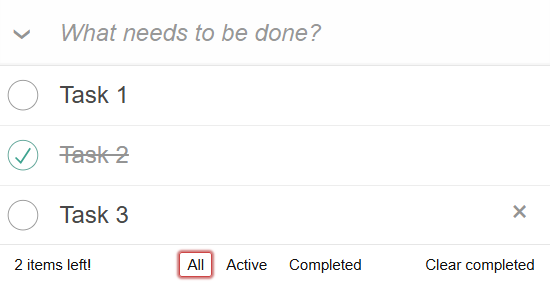 What needs to be done?
Task 1
Task 2
Task 3
2 items left! All Active Completed Clear completed